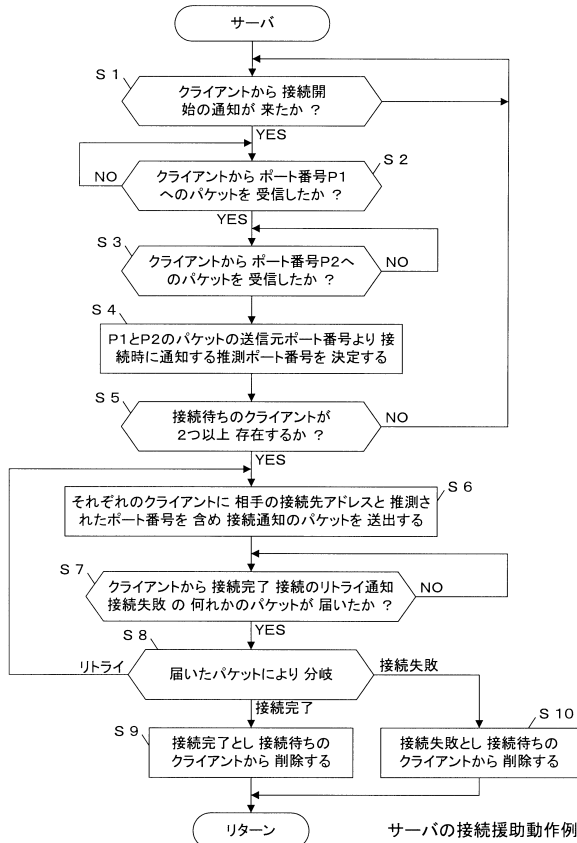 サーバ
S1
クライアントから 接続開
始の通知が 来たか ?
YES
S2
NO
クライアントから ポート番号P1
へのパケットを 受信したか ?
YES
S3
クライアントから ポート番号P2へ
のパケットを 受信したか ?
NO
S4
P1とP2のパケットの送信元ポート番号より 接
続時に通知する推測ポート番号を 決定する
S5
接続待ちのクライアントが
2つ以上 存在するか ?
NO
YES
S6
それぞれのクライアントに 相手の接続先アドレスと 推測さ
れたポート番号を 含め 接続通知のパケットを 送出する
S7
クライアントから 接続完了 接続のリトライ通知
接続失敗 の 何れかのパケットが 届いたか ?
NO
YES
S8
リトライ
届いたパケットにより 分岐
接続失敗
接続完了
S9
接続完了とし 接続待ちの
クライアントから 削除する
S10
接続失敗とし 接続待ちの
クライアントから 削除する
リターン
サーバの接続援助動作例